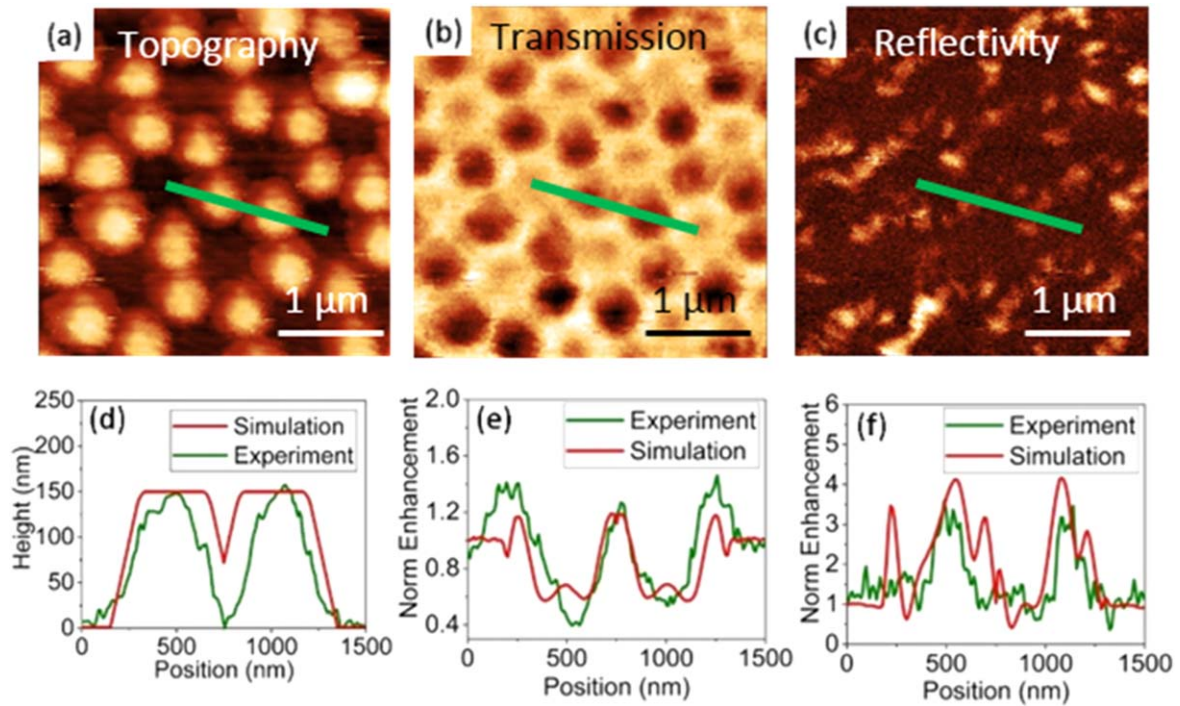 (a) Topography
1 μm
(b) Transmission
1 μm
(c) Reflectivity
1 μm
(d)
Simulation
Experiment
Height (nm)
250
200
150
100
50
0
0 500 1000 1500
Position (nm)
(e)
Experiment
Simulation
Norm Enhancement
2.0
1.6
1.2
0.8
0.4
0 500 1000 1500
Position (nm)
(f)
Experiment
Simulation
Norm Enhancement
6
5
4
3
2
1
0
0 500 1000 1500
Position (nm)